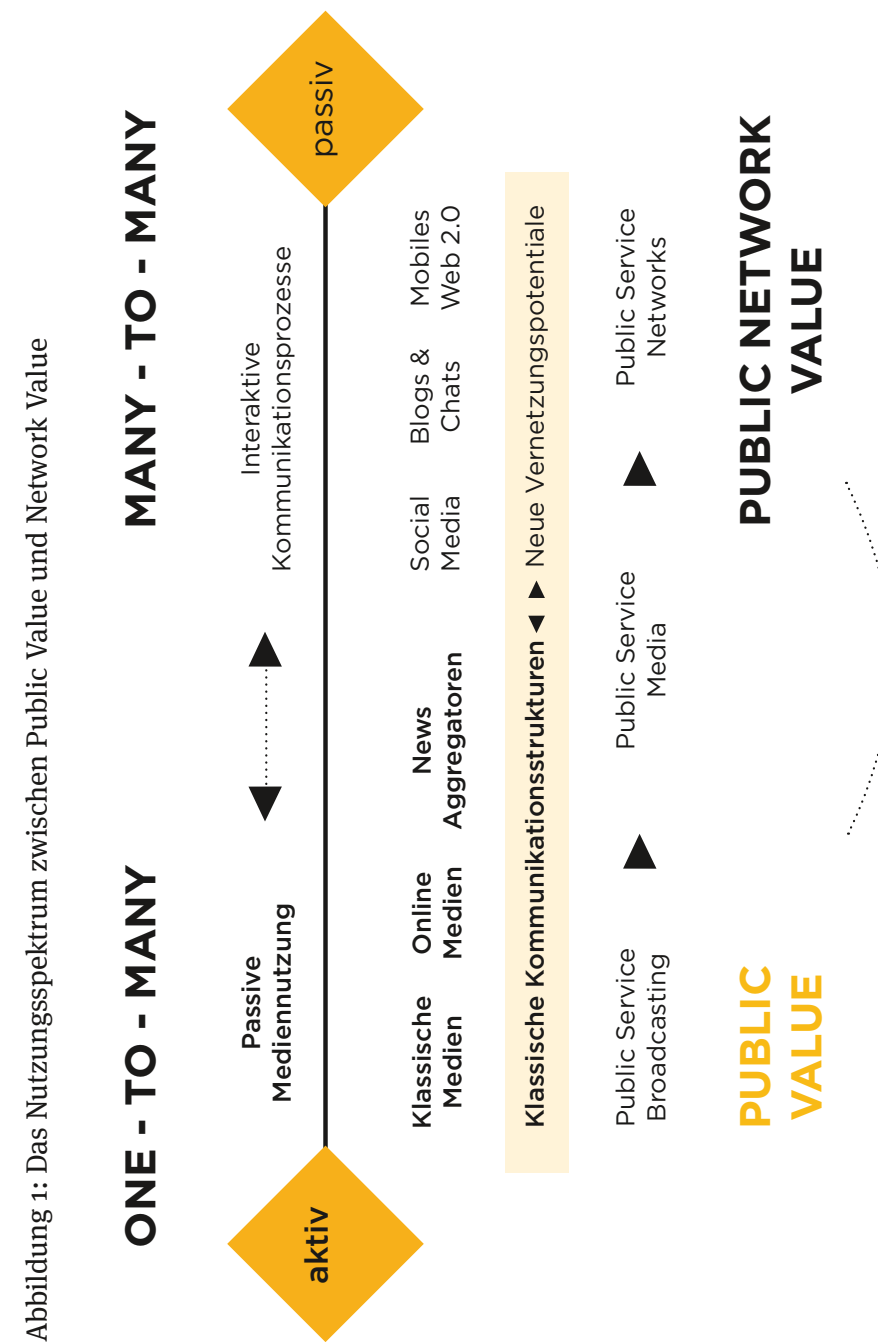 Abbildung 1: Das Nutzungsspektrum zwischen Public Value und Network Value
ONE - TO - MANY
MANY - TO - MANY
Passive
Mediennutzung
Interaktive
Kommunikationsprozesse
aktiv
passiv
Klassische
Medien
Online
Medien
News
Aggregatoren
Social
Media
Blogs &
Chats
Mobiles
Web 2.0
Klassische Kommunikationsstrukturen ◀ ▶ Neue Vernetzungspotentiale
Public Service
Broadcasting
Public Service
Media
Public Service
Networks
PUBLIC
VALUE
PUBLIC NETWORK
VALUE